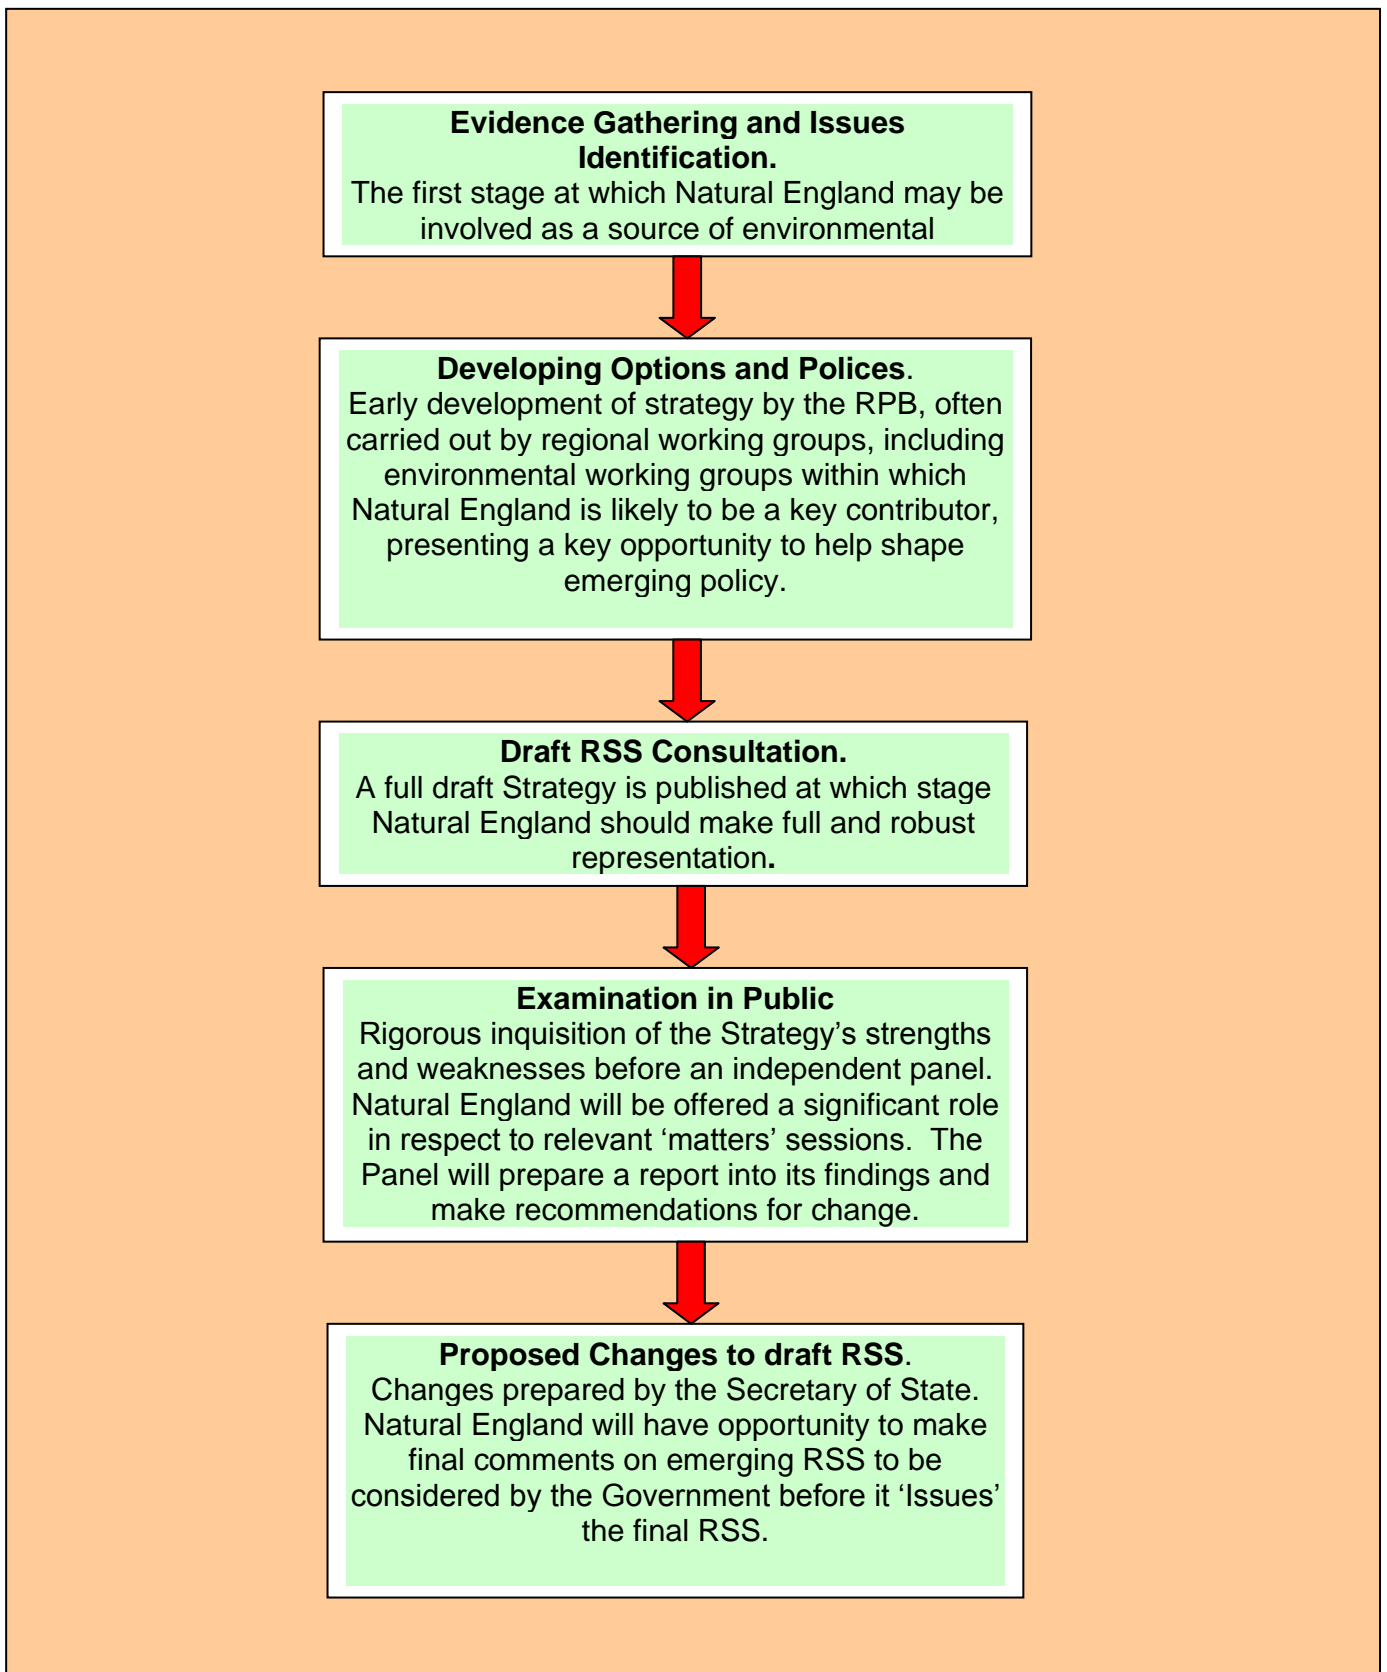 Evidence Gathering and Issues
Identification.
The first stage at which Natural England may be
involved as a source of environmental
Developing Options and Polices.
Early development of strategy by the RPB, often
carried out by regional working groups, including
environmental working groups within which
Natural England is likely to be a key contributor,
presenting a key opportunity to help shape
emerging policy.
Draft RSS Consultation.
A full draft Strategy is published at which stage
Natural England should make full and robust
representation.
Examination in Public
Rigorous inquisition of the Strategy’s strengths
and weaknesses before an independent panel.
Natural England will be offered a significant role
in respect to relevant ‘matters’ sessions.  The
Panel will prepare a report into its findings and
make recommendations for change.
Proposed Changes to draft RSS.
Changes prepared by the Secretary of State.
Natural England will have opportunity to make
final comments on emerging RSS to be
considered by the Government before it ‘Issues’
the final RSS.